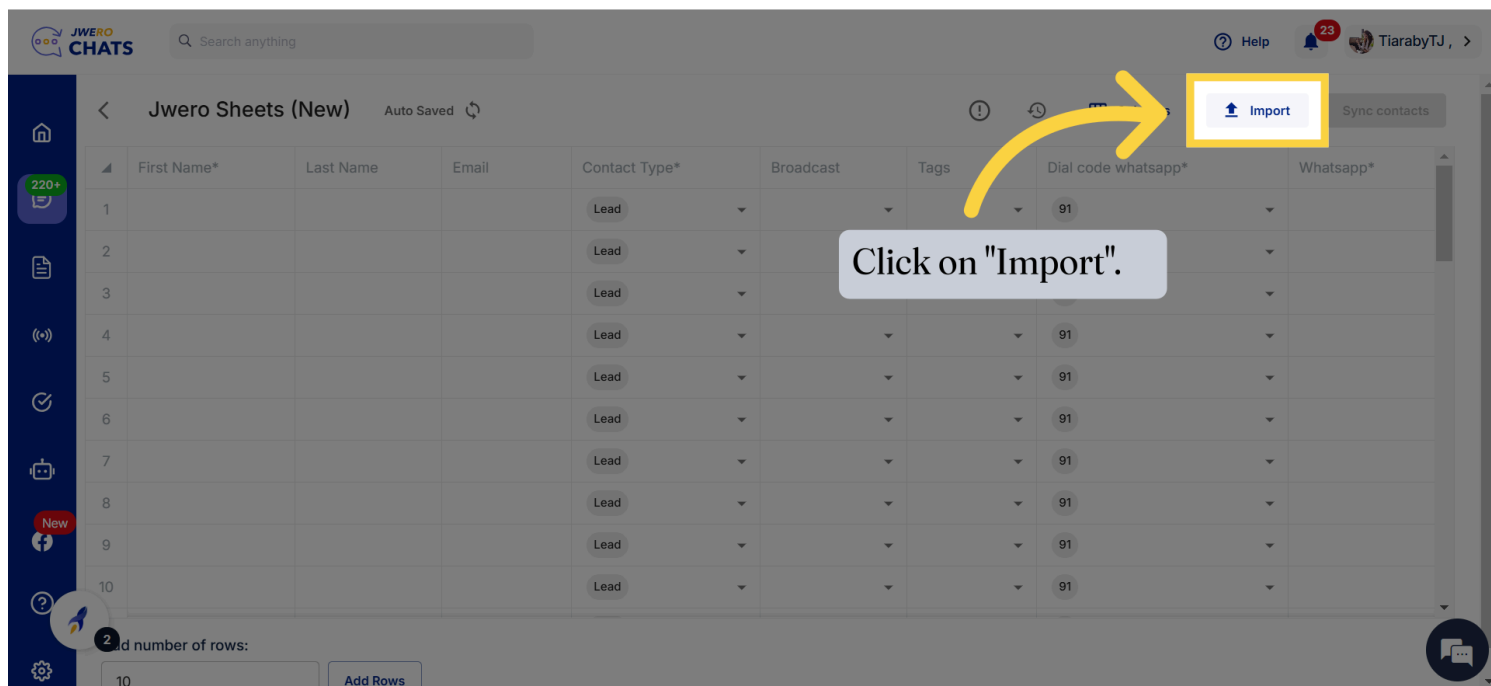 JWERO
CHATS
Search anything
Help
23
TiarabyTJ ,
Jwero Sheets (New)
Auto Saved
Import
Sync contacts
First Name*
Last Name
Email
Contact Type*
Broadcast
Tags
Dial code whatsapp*
Whatsapp*
220+
1 Lead 91
2 Lead
Click on "Import".
3 Lead
4 Lead 91
5 Lead 91
6 Lead 91
7 Lead 91
8 Lead 91
New
9 Lead 91
10 Lead 91
2
d number of rows:
10
Add Rows